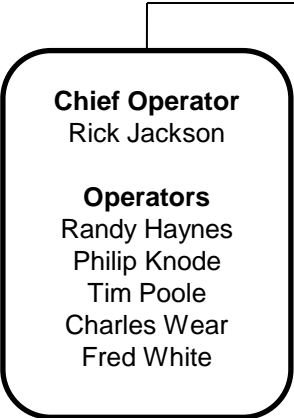 Chief Operator
Rick Jackson
Operators
Randy Haynes
Philip Knode
Tim Poole
Charles Wear
Fred White